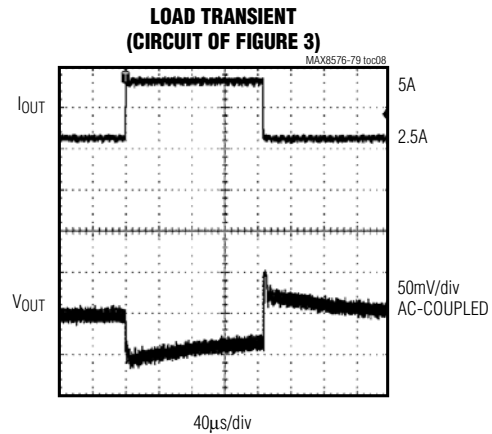 LOAD TRANSIENT
(CIRCUIT OF FIGURE 3)
MAX8576-79 toc08
IOUT
5A
2.5A
VOUT
50mV/div
AC-COUPLED
40μs/div